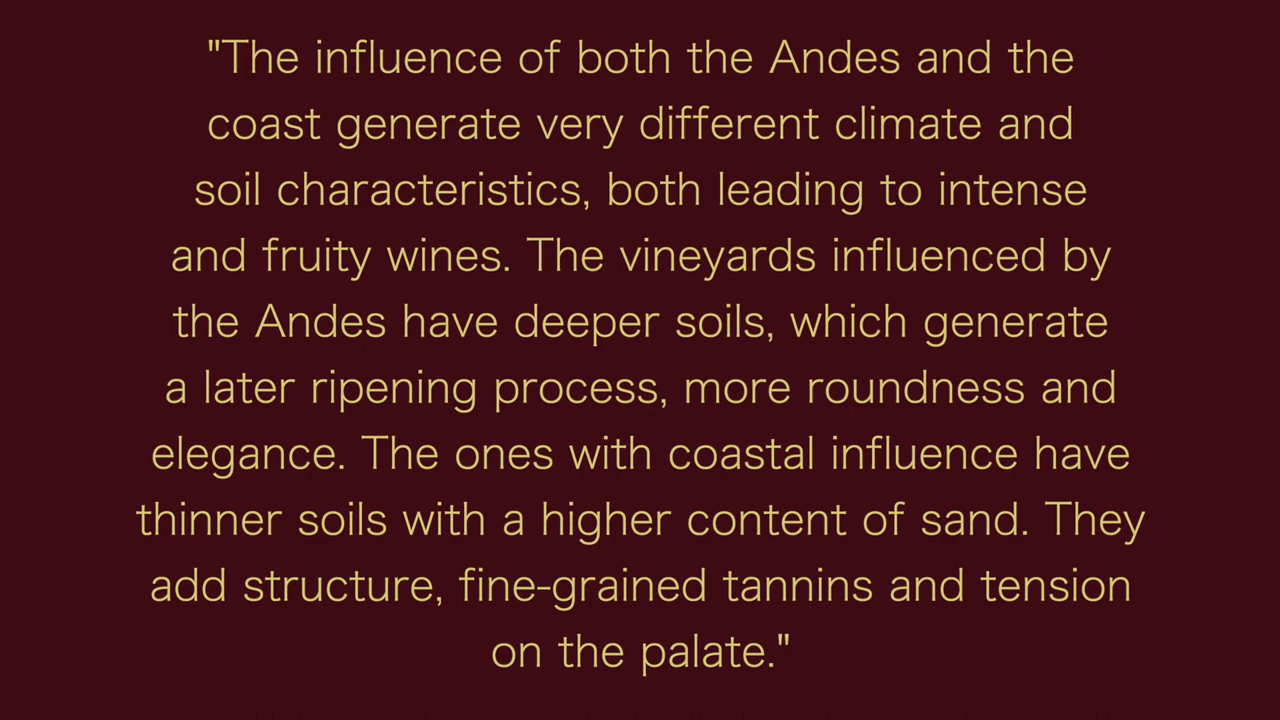 "The influence of both the Andes and the
coast generate very different climate and
soil characteristics, both leading to intense
and fruity wines. The vineyards influenced by
the Andes have deeper soils, which generate
a later ripening process, more roundness and
elegance. The ones with coastal influence have
thinner soils with a higher content of sand. They
add structure, fine-grained tannins and tension
on the palate."